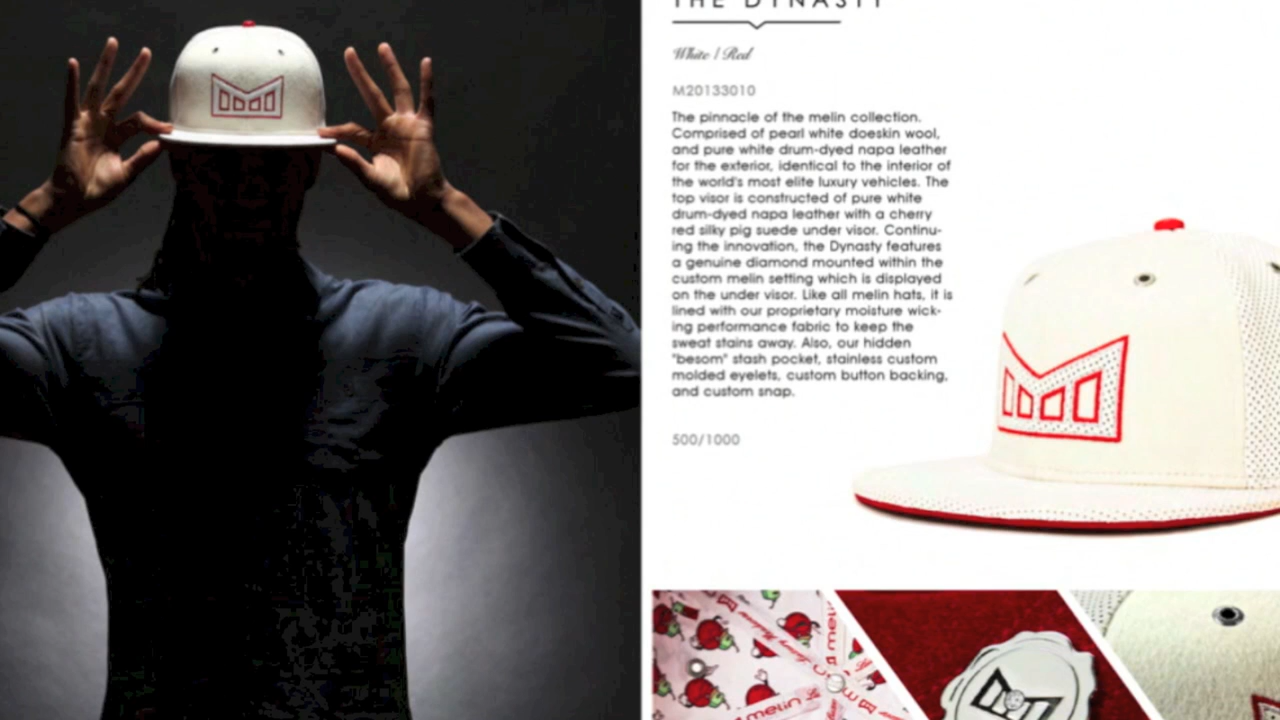 THE DYNASTY
White / Red
M20133010
The pinnacle of the melin collection.
Comprised of pearl white doeskin wool,
and pure white drum-dyed napa leather
for the exterior, identical to the interior of
the world's most elite luxury vehicles. The
top visor is constructed of pure white
drum-dyed napa leather with a cherry
red silky pig suede under visor. Continu-
ing the innovation, the Dynasty features
a genuine diamond mounted within the
custom melin setting which is displayed
on the under visor. Like all melin hats, it is
lined with our proprietary moisture wick-
ing performance fabric to keep the
sweat stains away. Also, our hidden
"besom" stash pocket, stainless custom
molded eyelets, custom button backing,
and custom snap.
500/1000
melin